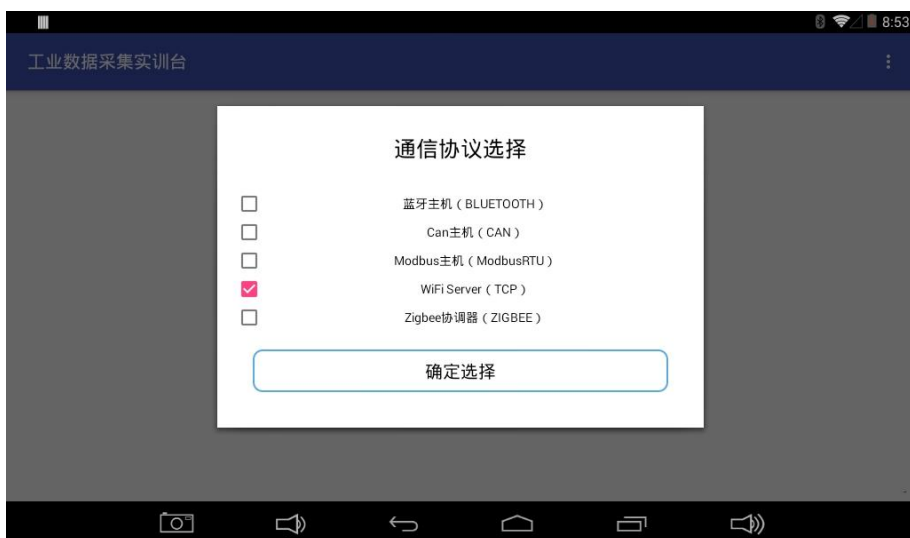 8:53
工业数据采集实训台
通信协议选择
蓝牙主机（BLUETOOTH）
Can主机（CAN）
Modbus主机（ModbusRTU）
WiFi Server（TCP）
Zigbee协调器（ZIGBEE）
确定选择